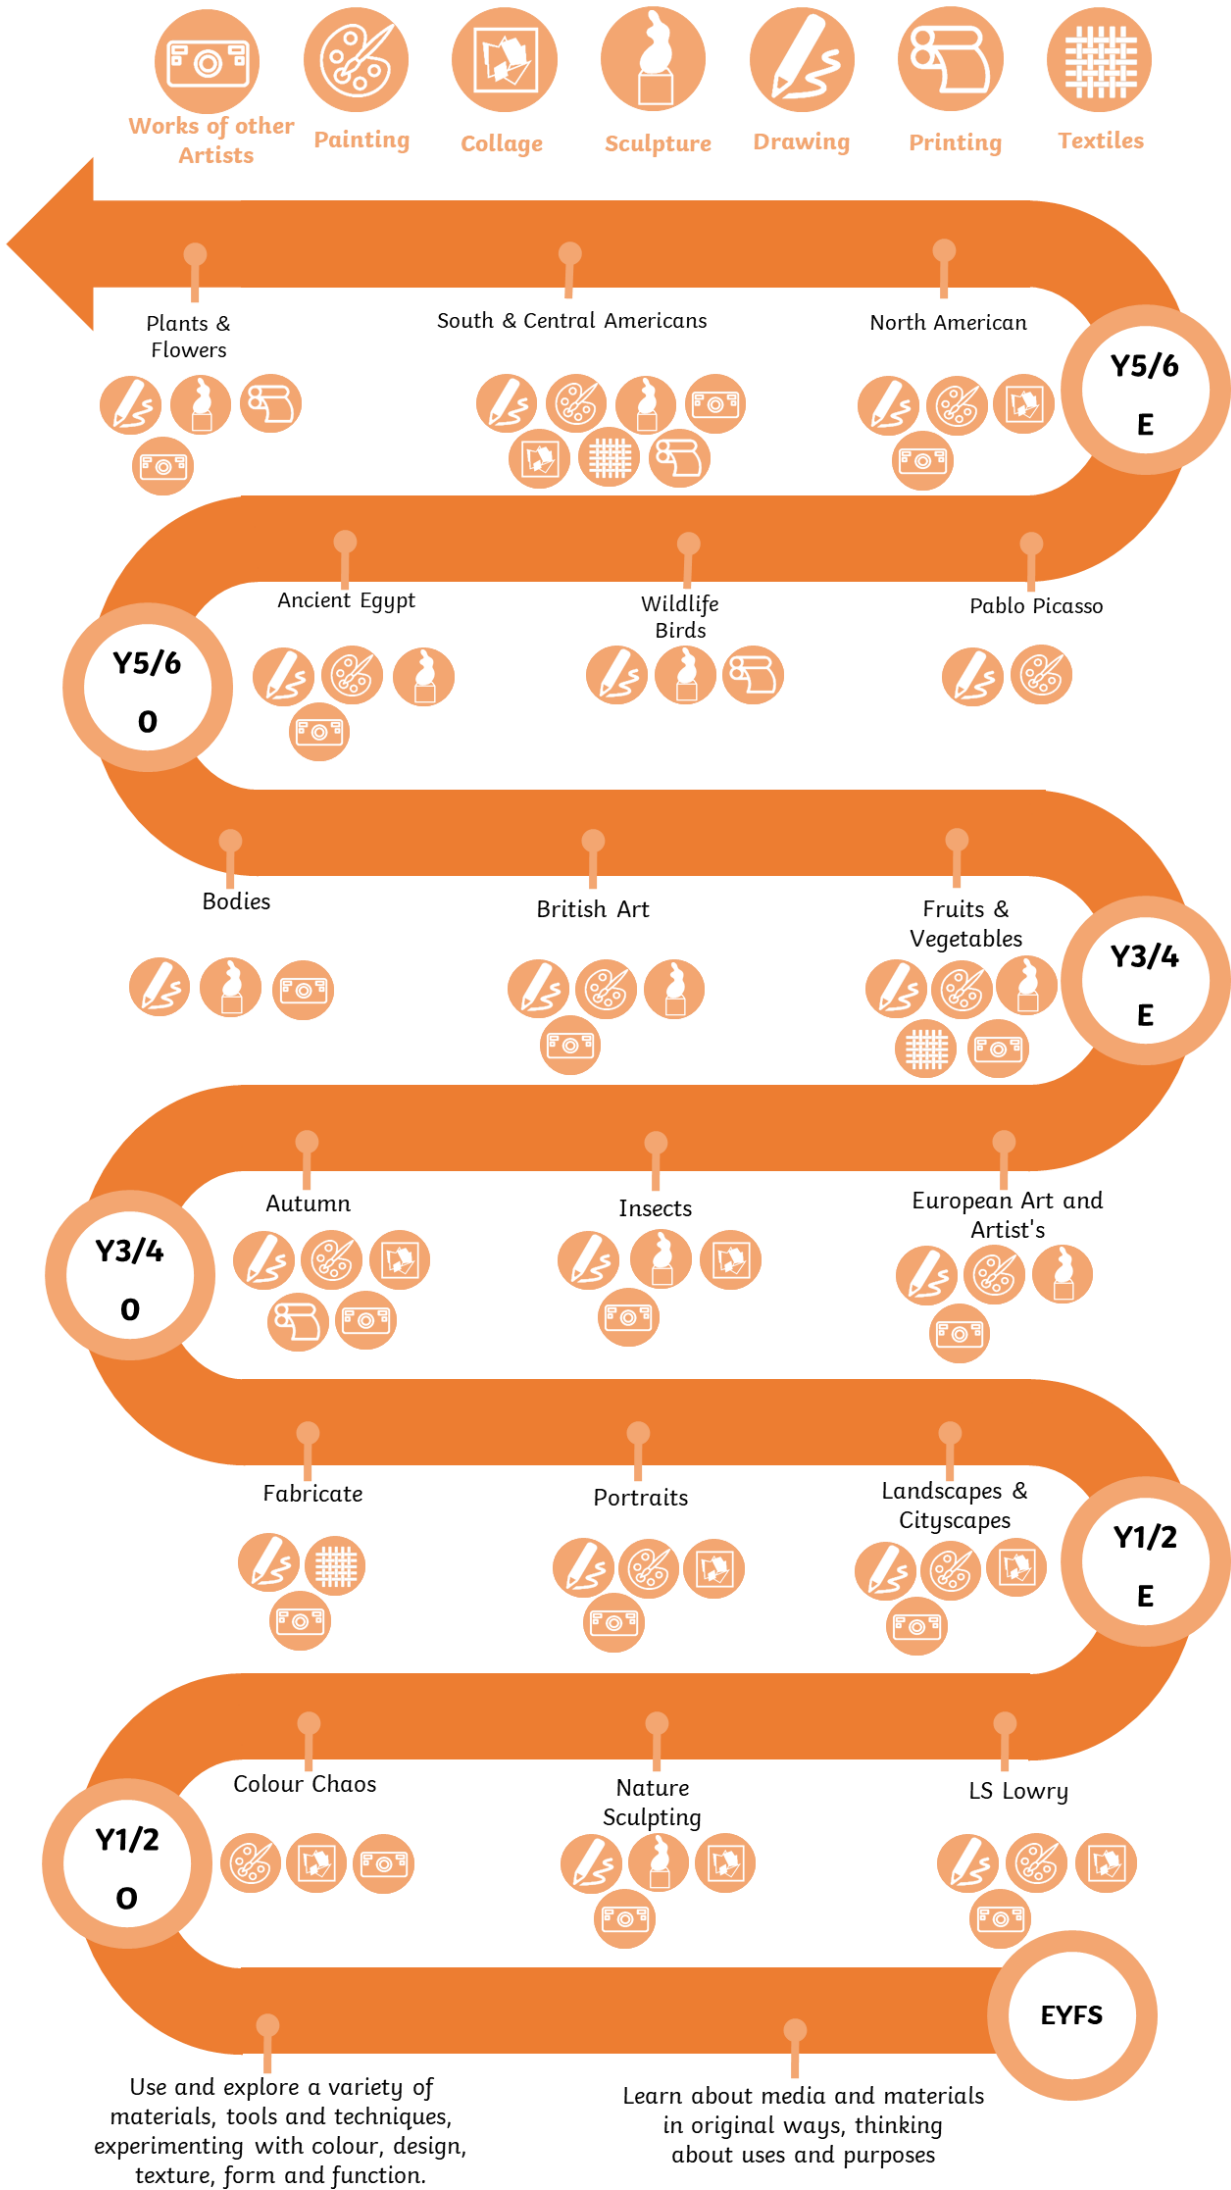 Works of other
Artists
Painting
Collage
Sculpture
Drawing
Printing
Textiles
Plants &
Flowers
South & Central Americans
North American
Y5/6
E
Ancient Egypt
Wildlife
Birds
Pablo Picasso
Y5/6
O
Bodies
British Art
Fruits &
Vegetables
Y3/4
E
Autumn
Insects
European Art and
Artist's
Y3/4
O
Fabricate
Portraits
Landscapes &
Cityscapes
Y1/2
E
Colour Chaos
Nature
Sculpting
LS Lowry
Y1/2
O
EYFS
Use and explore a variety of
materials, tools and techniques,
experimenting with colour, design,
texture, form and function.
Learn about media and materials
in original ways, thinking
about uses and purposes